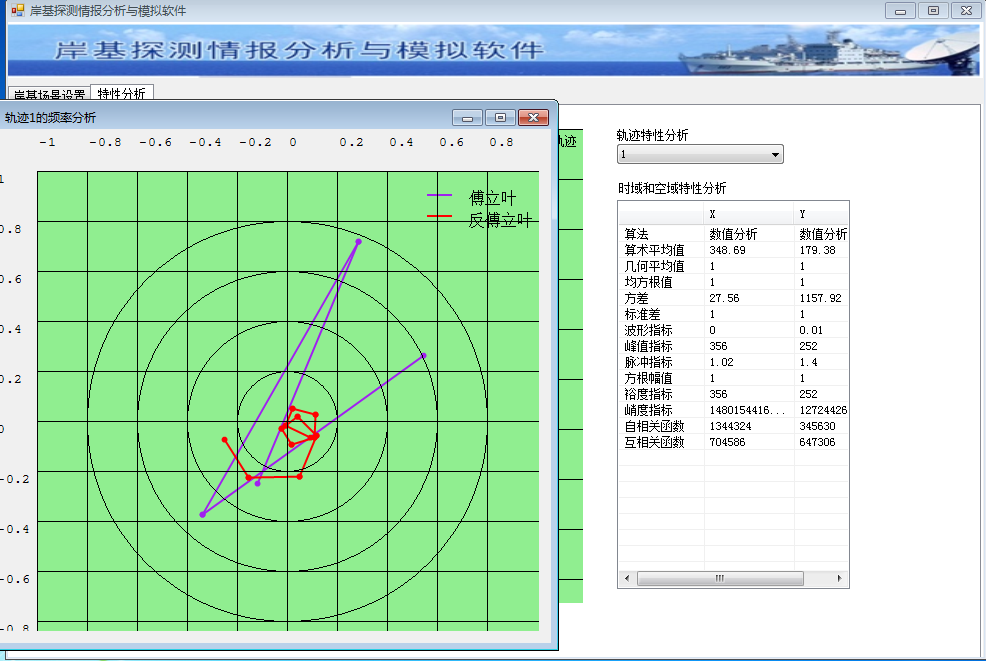 岸基探测情报分析与模拟软件
岸基探测情报分析与模拟软件
岸基场景设置 特性分析
轨迹1的频率分析
-1 -0.8 -0.6 -0.4 -0.2 0 0.2 0.4 0.6 0.8
1
0.8
0.6
0.4
0.2
0
-0.2
-0.4
-0.6
-0.8
傅立叶
反傅立叶
轨迹
轨迹特性分析
1
时域和空域特性分析
X Y
算法 数值分析 数值分析
算术平均值 348.69 179.38
几何平均值 1 1
均方根值 1 1
方差 27.56 1157.92
标准差 1 1
波形指标 0 0.01
峰值指标 356 252
脉冲指标 1.02 1.4
方根幅值 1 1
裕度指标 356 252
峭度指标 1480154416... 12724426
自相关函数 1344324 345630
互相关函数 704586 647306